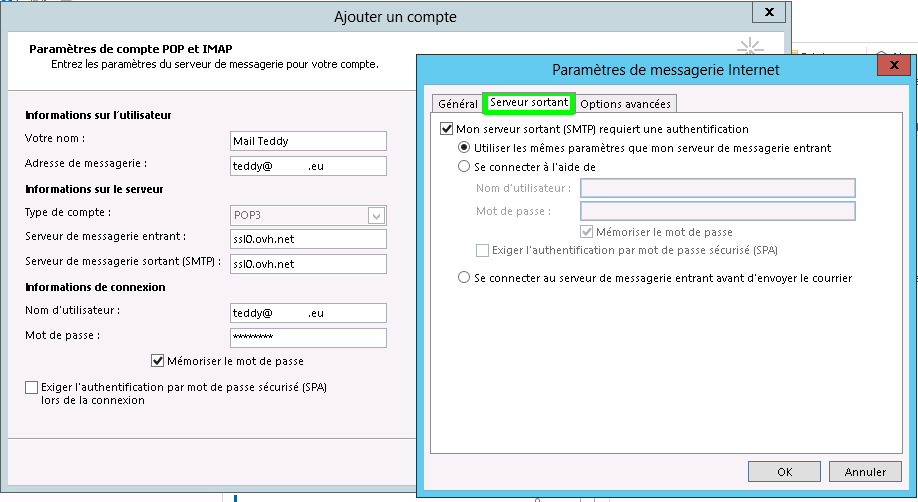 Ajouter un compte
x
Paramètres de compte POP et IMAP
Entrez les paramètres du serveur de messagerie pour votre compte.
Informations sur l'utilisateur
Votre nom :
Mail Teddy
Adresse de messagerie :
teddy@ .eu
Informations sur le serveur
Type de compte :
POP3
Serveur de messagerie entrant :
ssl0.ovh.net
Serveur de messagerie sortant (SMTP) :
ssl0.ovh.net
Informations de connexion
Nom d'utilisateur :
teddy@ .eu
Mot de passe :
********
Mémoriser le mot de passe
Exiger l'authentification par mot de passe sécurisé (SPA)
lors de la connexion
Paramètres de messagerie Internet
x
Général
Serveur sortant
Options avancées
Mon serveur sortant (SMTP) requiert une authentification
Utiliser les mêmes paramètres que mon serveur de messagerie entrant
Se connecter à l'aide de
Nom d'utilisateur :
Mot de passe :
Mémoriser le mot de passe
Exiger l'authentification par mot de passe sécurisé (SPA)
Se connecter au serveur de messagerie entrant avant d'envoyer le courrier
OK
Annuler